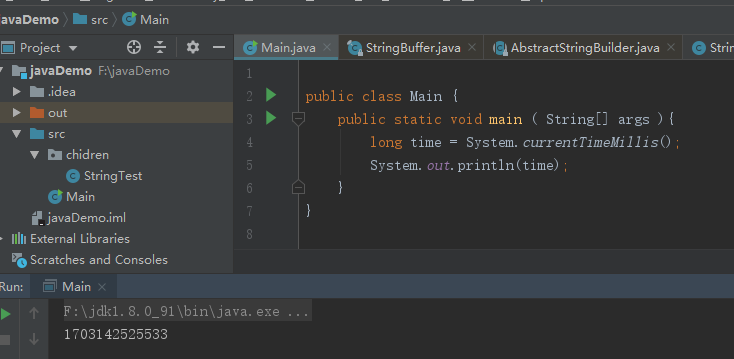 javaDemo src Main
Project
Main.java StringBuffer.java AbstractStringBuilder.java Strin
javaDemo F:\javaDemo
.idea
out
src
chidren
StringTest
Main
javaDemo.iml
External Libraries
Scratches and Consoles
1
2 public class Main {
3 public static void main ( String[] args ){
4 long time = System.currentTimeMillis();
5 System.out.println(time);
6 }
7 }
8
Run: Main
F:\jdk1.8.0_91\bin\java.exe ...
1703142525533